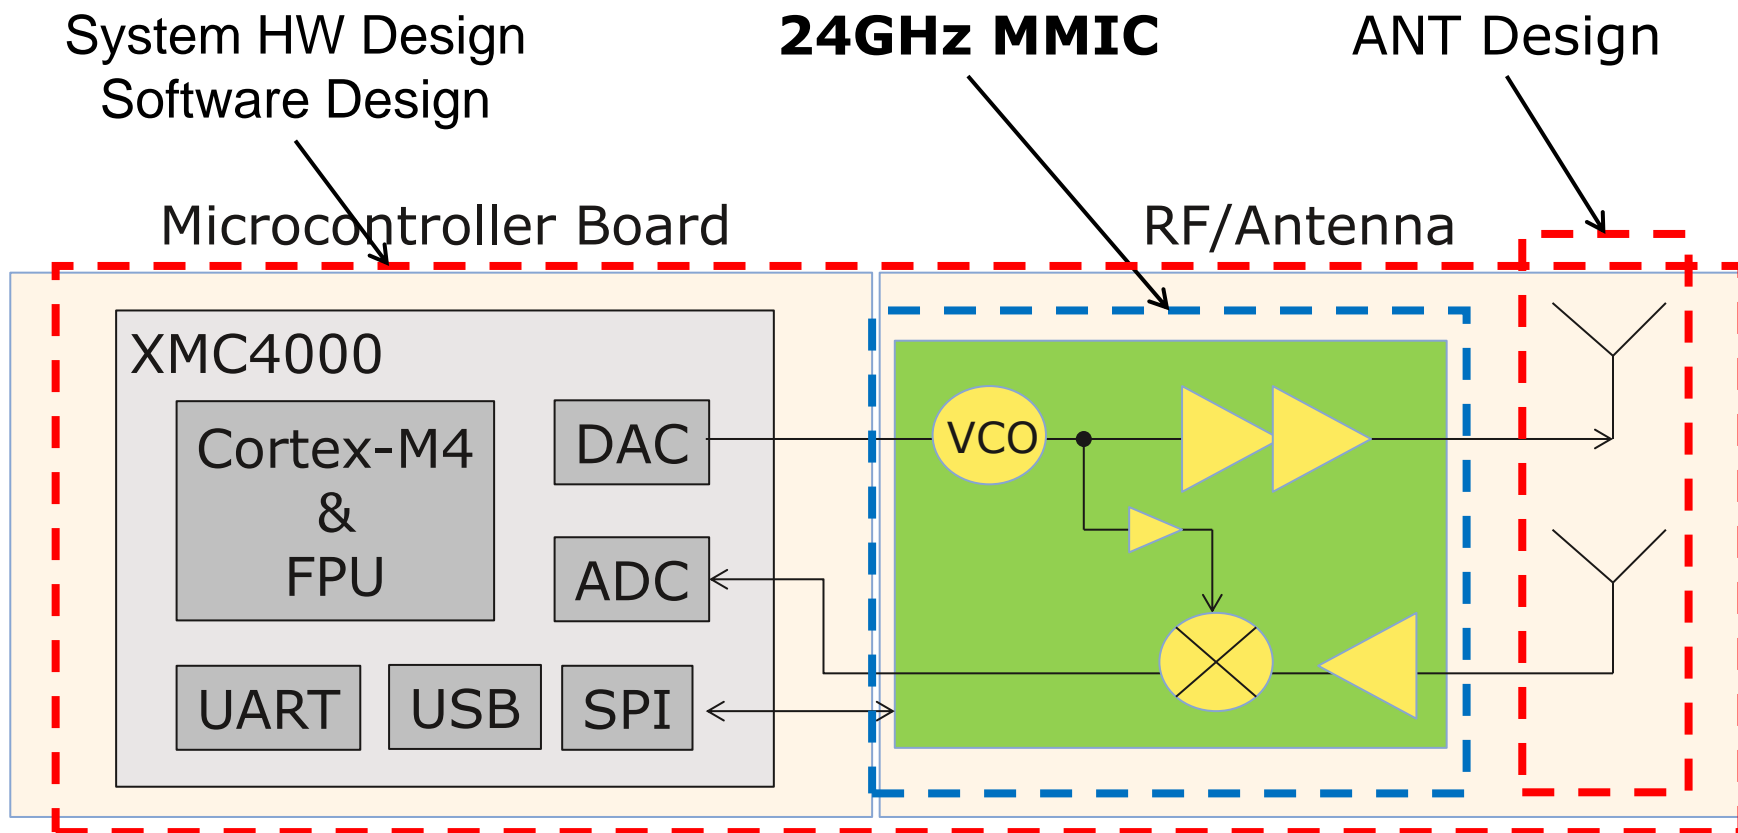 System HW Design
Software Design
24GHz MMIC
ANT Design
Microcontroller Board
RF/Antenna
XMC4000
Cortex-M4
&
FPU
DAC
ADC
UART
USB
SPI
VCO